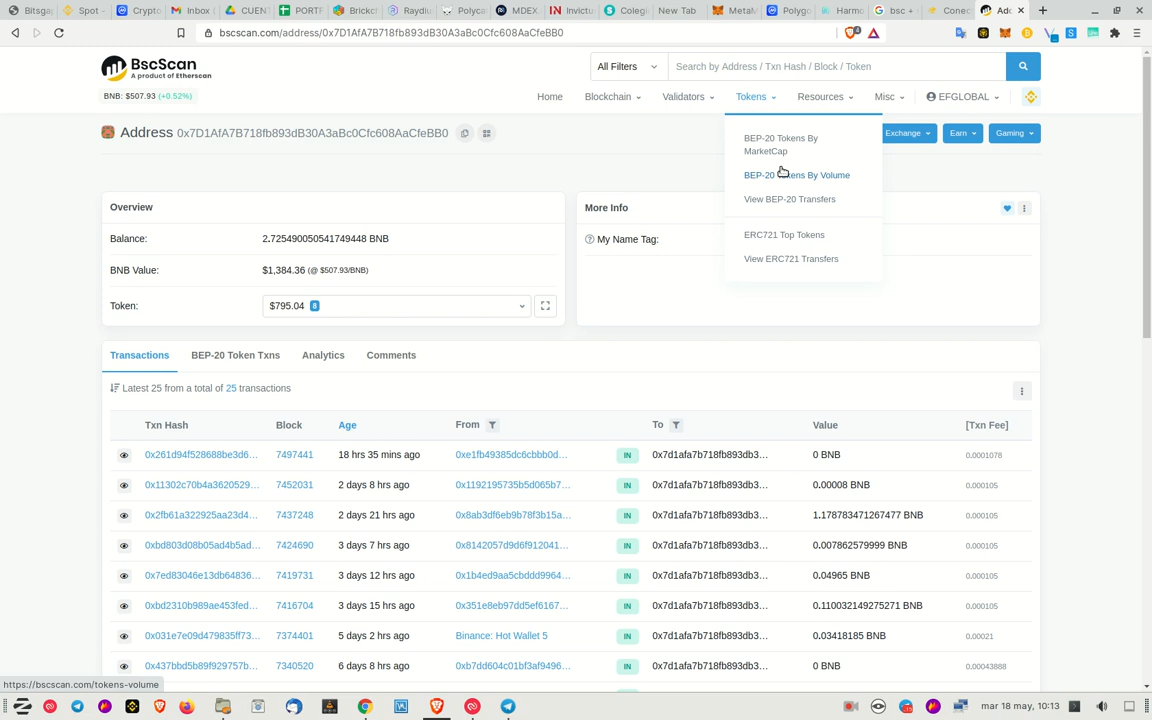 Bitsgap
Spot -
Crypto
Inbox
CUENT
PORTF
Brickc
Raydiu
Polyca
MDEX.
Invictu
Colegi
New Tab
MetaM
Polygo
Harmo
bsc +
Conec
Add
bscscan.com/address/0x7D1AfA7B718fb893dB30A3aBc0Cfc608AaCfeBB0
BscScan
A product of Etherscan
All Filters
Search by Address / Txn Hash / Block / Token
BNB: $507.93 (+0.52%)
Home
Blockchain
Validators
Tokens
Resources
Misc
EFGLOBAL
Address 0x7D1AfA7B718fb893dB30A3aBc0Cfc608AaCfeBB0
Exchange
Earn
Gaming
BEP-20 Tokens By
MarketCap
BEP-20 Tokens By Volume
View BEP-20 Transfers
ERC721 Top Tokens
View ERC721 Transfers
Overview
Balance: 2.725490050541749448 BNB
BNB Value: $1,384.36 (@ $507.93/BNB)
Token: $795.04 8
More Info
My Name Tag:
Transactions
BEP-20 Token Txns
Analytics
Comments
Latest 25 from a total of 25 transactions
Txn Hash Block Age From To Value [Txn Fee]
0x261d94f528688be3d6... 7497441 18 hrs 35 mins ago 0xe1fb49385dc6cbbb0d... IN 0x7d1afa7b718fb893db3... 0 BNB 0.0001078
0x11302c70b4a3620529... 7452031 2 days 8 hrs ago 0x1192195735b5d065b7... IN 0x7d1afa7b718fb893db3... 0.00008 BNB 0.000105
0x2fb61a322925aa23d4... 7437248 2 days 21 hrs ago 0x8ab3df6eb9b78f3b15a... IN 0x7d1afa7b718fb893db3... 1.178783471267477 BNB 0.000105
0xbd803d08b05ad4b5ad... 7424690 3 days 7 hrs ago 0x8142057d9d6f912041... IN 0x7d1afa7b718fb893db3... 0.007862579999 BNB 0.000105
0x7ed83046e13db64836... 7419731 3 days 12 hrs ago 0x1b4ed9aa5cbddd9964... IN 0x7d1afa7b718fb893db3... 0.04965 BNB 0.000105
0xbd2310b989ae453fed... 7416704 3 days 15 hrs ago 0x351e8eb97dd5ef6167... IN 0x7d1afa7b718fb893db3... 0.110032149275271 BNB 0.000105
0x031e7e09d479835ff73... 7374401 5 days 2 hrs ago Binance: Hot Wallet 5 IN 0x7d1afa7b718fb893db3... 0.03418185 BNB 0.00021
0x437bbd5b89f929757b... 7340520 6 days 8 hrs ago 0xb7dd604c01bf3af9496... IN 0x7d1afa7b718fb893db3... 0 BNB 0.00043888
https://bscscan.com/tokens-volume
mar 18 may, 10:13